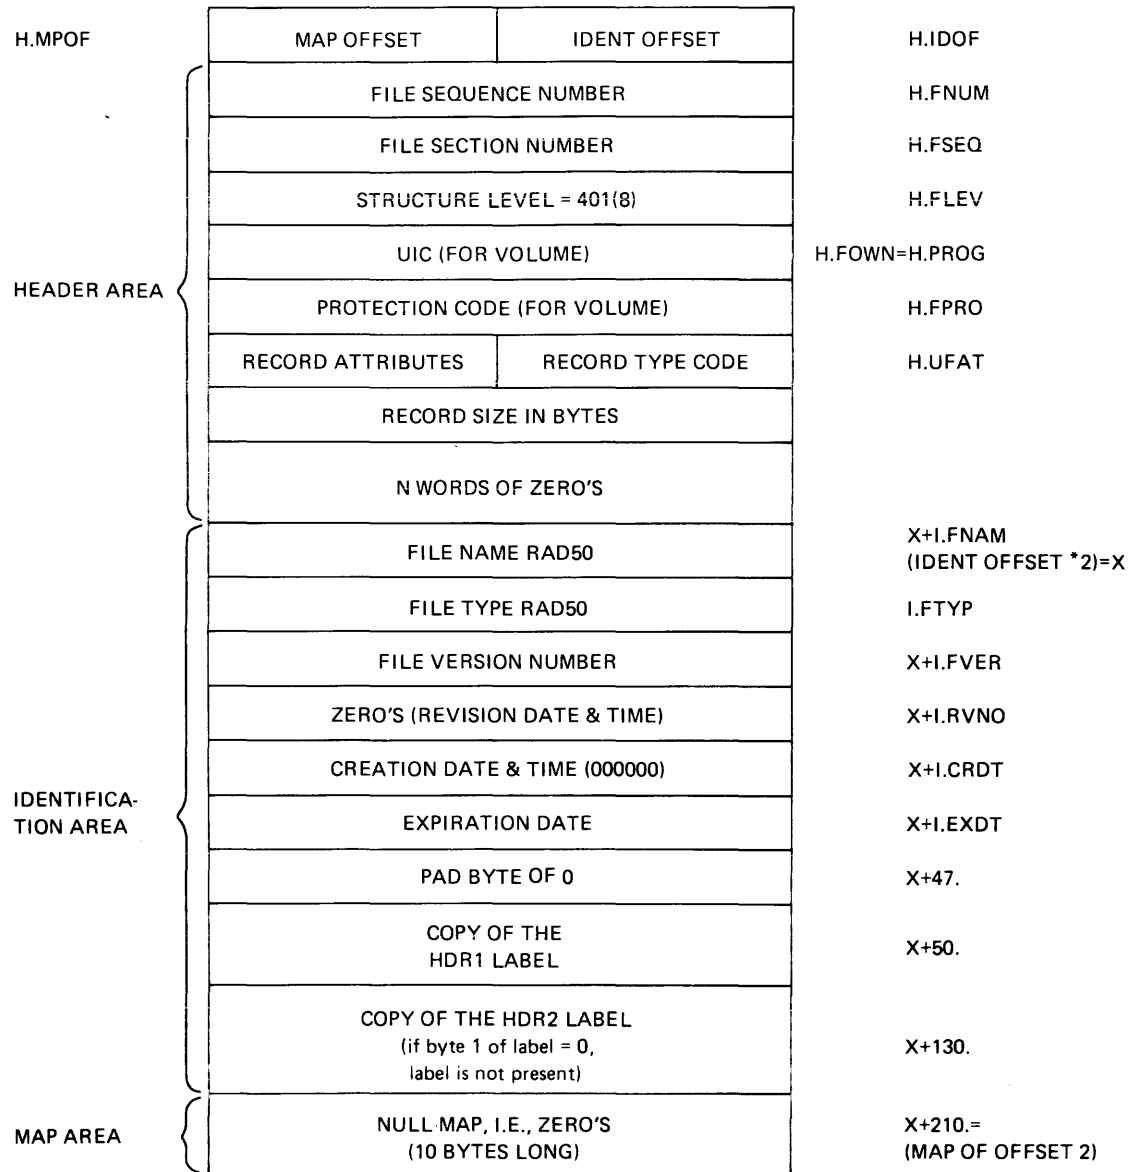 H.MPOF MAP OFFSET IDENT OFFSET H.IDOF
FILE SEQUENCE NUMBER H.FNUM
FILE SECTION NUMBER H.FSEQ
STRUCTURE LEVEL = 401(8) H.FLEV
UIC (FOR VOLUME) H.FOWN=H.PROG
HEADER AREA
PROTECTION CODE (FOR VOLUME) H.FPRO
RECORD ATTRIBUTES RECORD TYPE CODE H.UFAT
RECORD SIZE IN BYTES
N WORDS OF ZERO'S
FILE NAME RAD50 X+I.FNAM
(IDENT OFFSET *2)=X
FILE TYPE RAD50 I.FTYP
FILE VERSION NUMBER X+I.FVER
ZERO'S (REVISION DATE & TIME) X+I.RVNO
CREATION DATE & TIME (000000) X+I.CRDT
IDENTIFICA-
TION AREA
EXPIRATION DATE X+I.EXDT
PAD BYTE OF 0 X+47.
COPY OF THE
HDR1 LABEL X+50.
COPY OF THE HDR2 LABEL
(if byte 1 of label = 0,
label is not present) X+130.
MAP AREA
NULL MAP, I.E., ZERO'S X+210.=
(10 BYTES LONG) (MAP OF OFFSET 2)